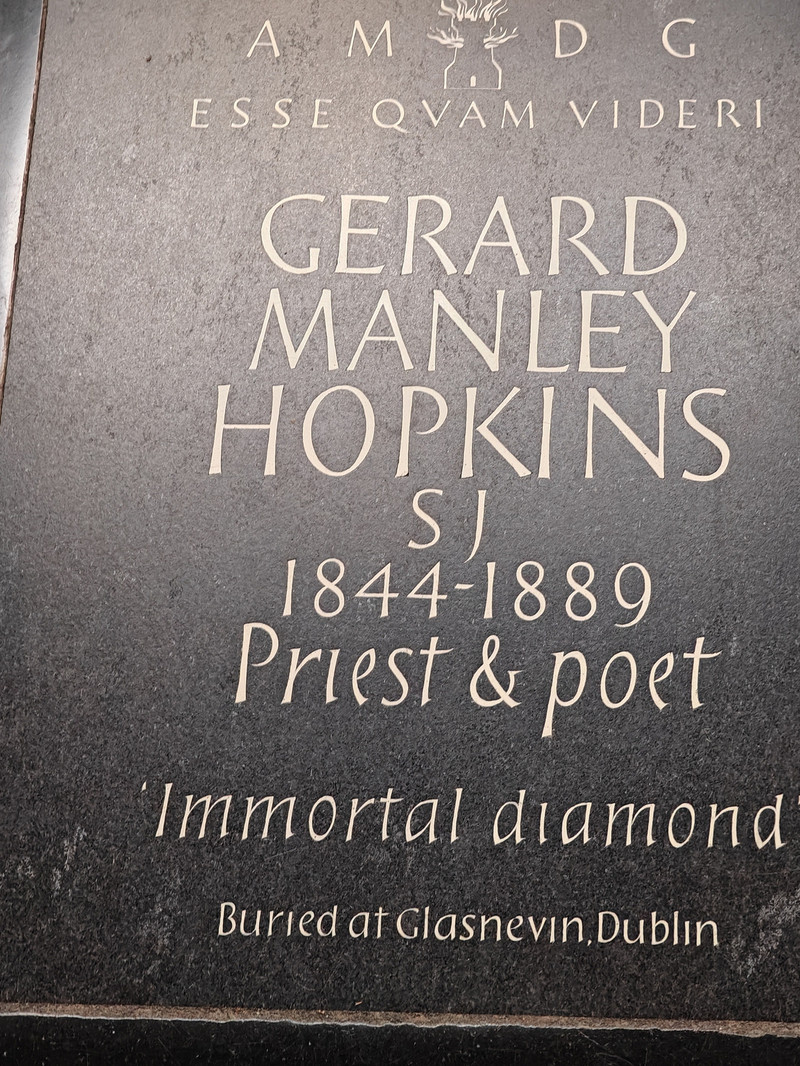 A M D G
ESSE QVAM VIDERI
GERARD
MANLEY
HOPKINS
SJ
1844-1889
Priest & poet
'Immortal diamond'
Buried at Glasnevin, Dublin